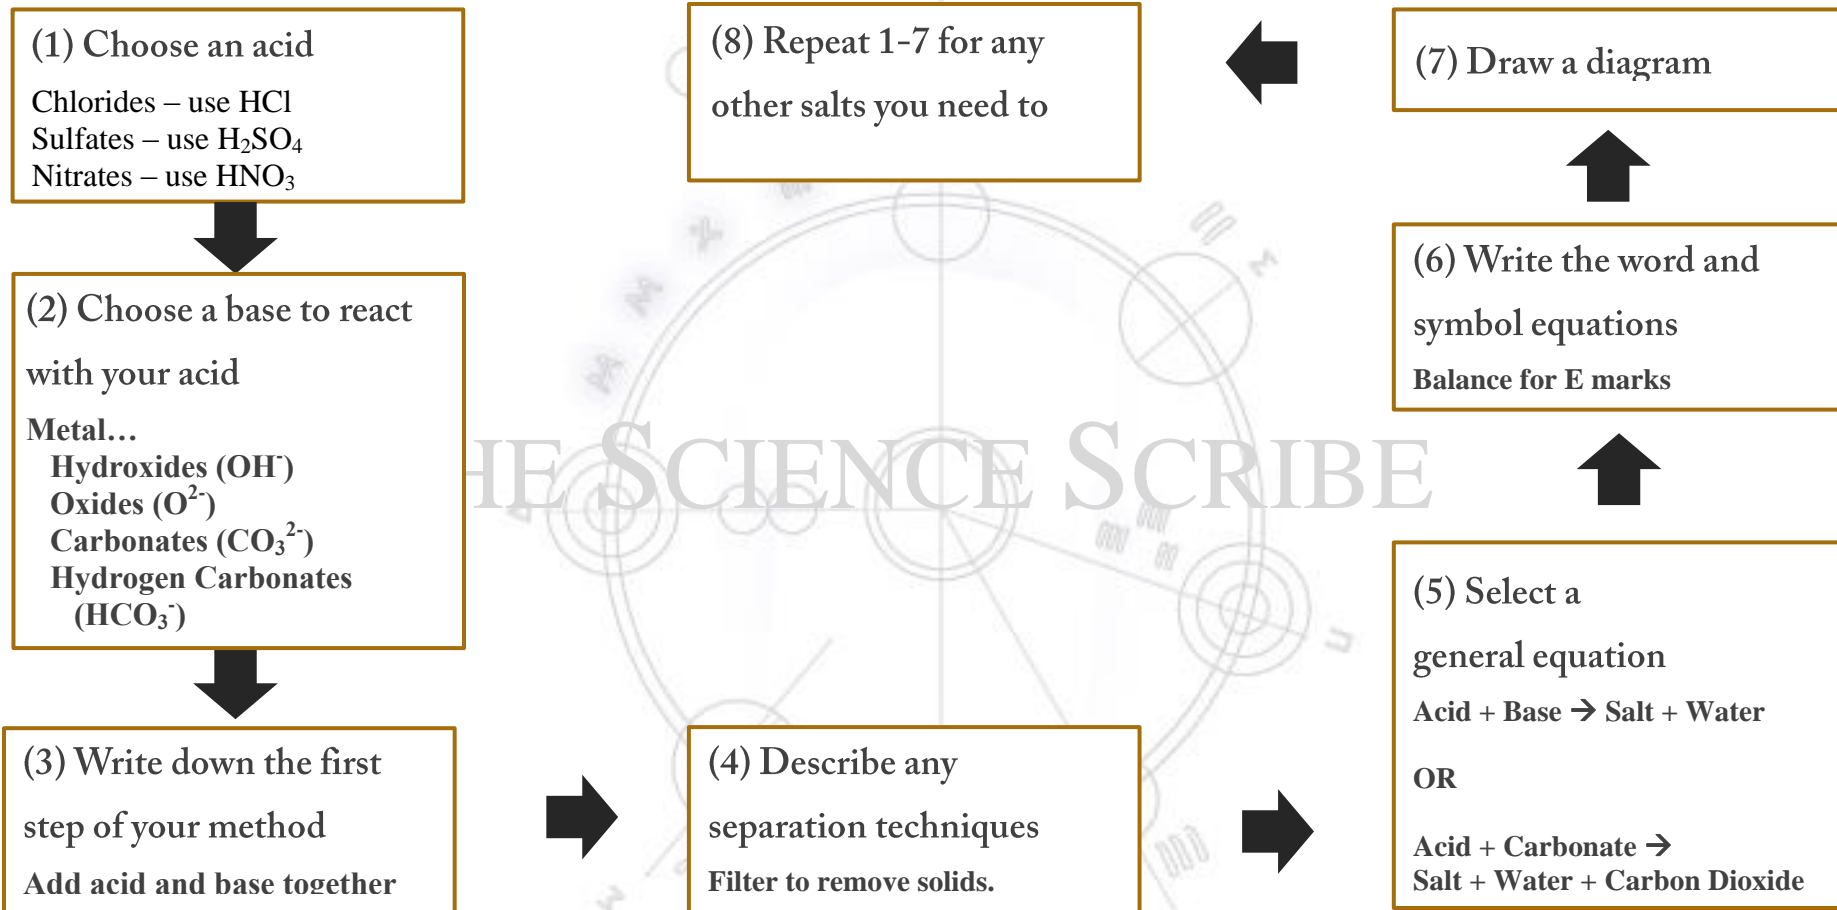 (1) Choose an acid
Chlorides – use HCl
Sulfates – use H₂SO₄
Nitrates – use HNO₃
(2) Choose a base to react
with your acid
Metal…
Hydroxides (OH⁻)
Oxides (O²⁻)
Carbonates (CO₃²⁻)
Hydrogen Carbonates
(HCO₃⁻)
(3) Write down the first
step of your method
Add acid and base together
(4) Describe any
separation techniques
Filter to remove solids.
(5) Select a
general equation
Acid + Base → Salt + Water
OR
Acid + Carbonate →
Salt + Water + Carbon Dioxide
(6) Write the word and
symbol equations
Balance for E marks
(7) Draw a diagram
(8) Repeat 1-7 for any
other salts you need to
HE SCIENCE SCRIBE